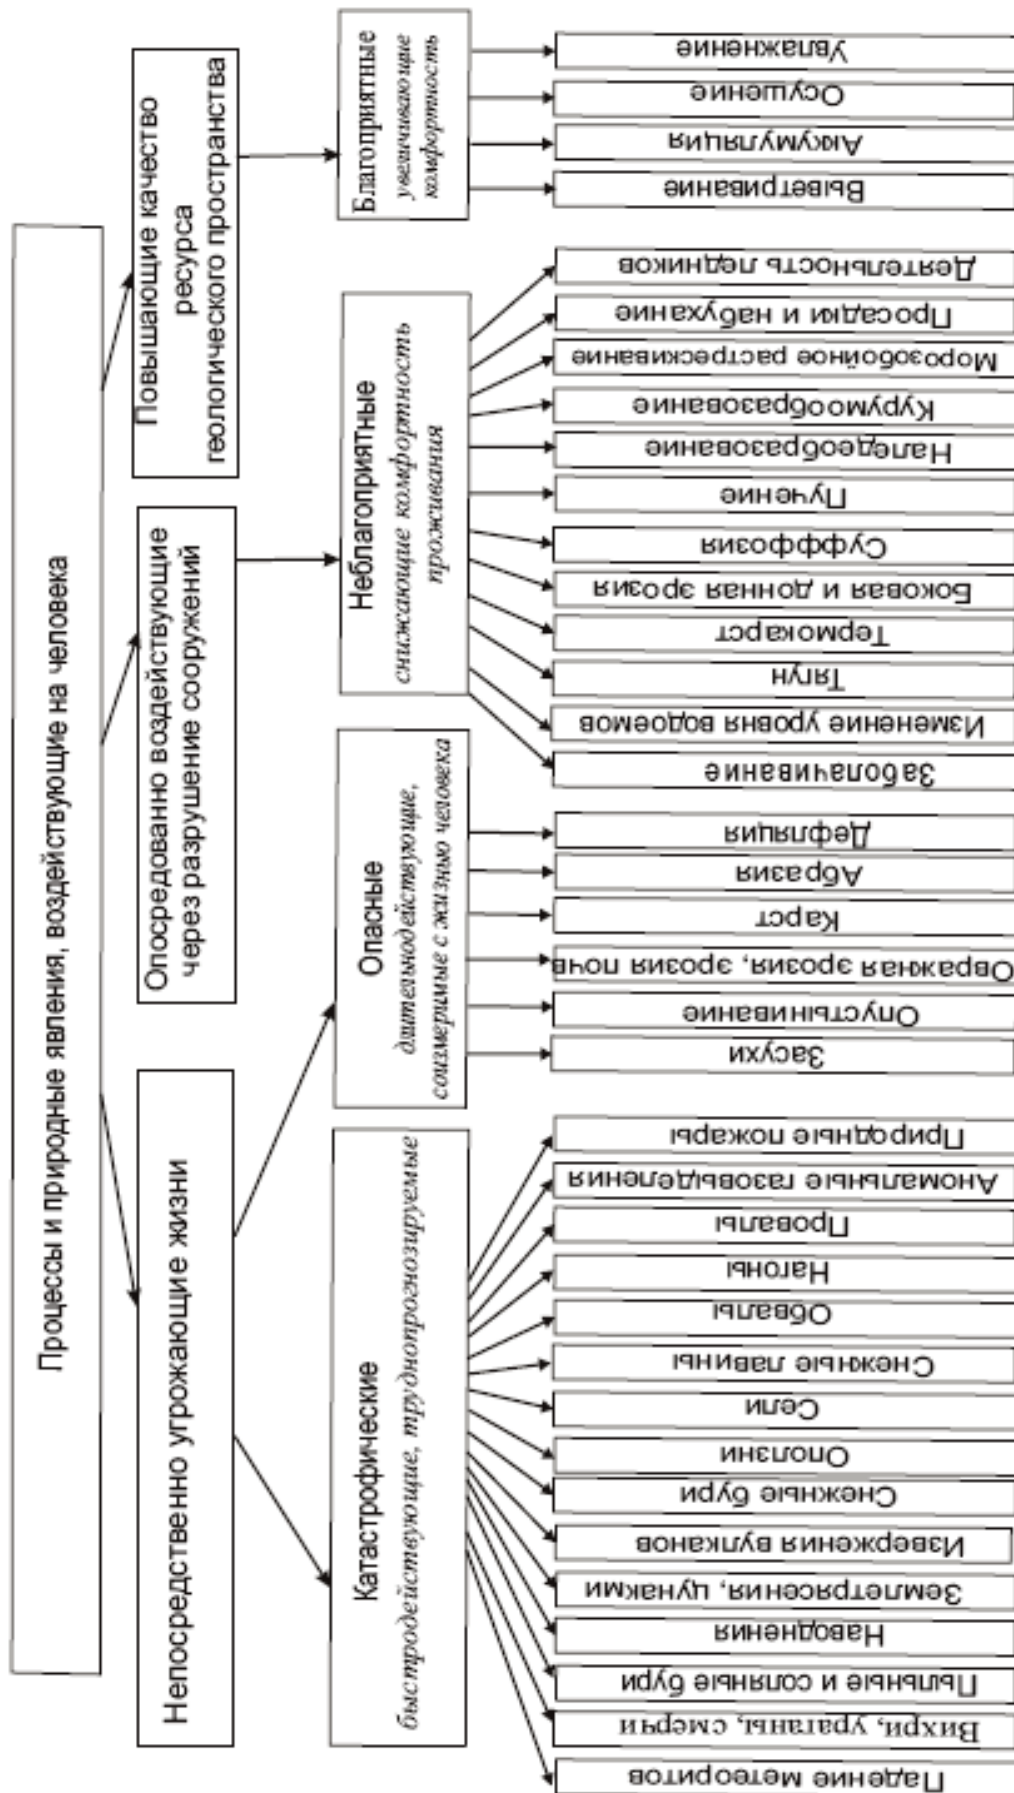 Процессы и природные явления, воздействующие на человека
Непосредственно угрожающие жизни
Опосредованно воздействующие
через разрушение сооружений
Повышающие качество
ресурса
геологического пространства
Катастрофические
быстродействующие, труднопрогнозируемые
Опасные
длительнодействующие,
соизмеримые с жизнью человека
Неблагоприятные
снижающие комфортность
проживания
Благоприятные
увеличивающие
комфортность
Падение метеоритов
Вихри, ураганы, смерчи
Пыльные и соляные бури
Наводнения
Землетрясения, цунакми
Извержения вулканов
Снежные бури
Оползни
Сели
Снежные лавины
Обвалы
Нагоны
Провалы
Аномальные газовыделения
Природные пожары
Засухи
Опустынивание
Овражная эрозия, эрозия почв
Карст
Абразия
Дефляция
Заболачивание
Изменение уровня водоемов
Тягун
Термокарст
Боковая и донная эрозия
Суффозия
Пучение
Наледеобразование
Курумообразование
Морозобойное растрескивание
Просадки и набухание
Деятельность ледников
Выветривание
Аккумуляция
Осушение
Увлажнение